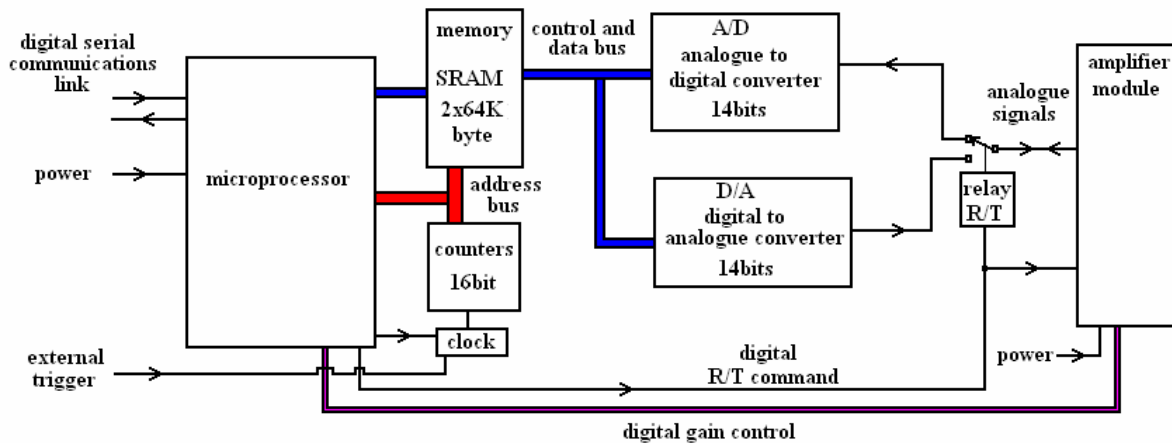 digital serial
communications
link
power
external
trigger
microprocessor
memory
SRAM
2x64K
byte
address
bus
counters
16bit
clock
control and
data bus
A/D
analogue to
digital converter
14bits
D/A
digital to
analogue converter
14bits
analogue
signals
relay
R/T
amplifier
module
power
digital
R/T command
digital gain control